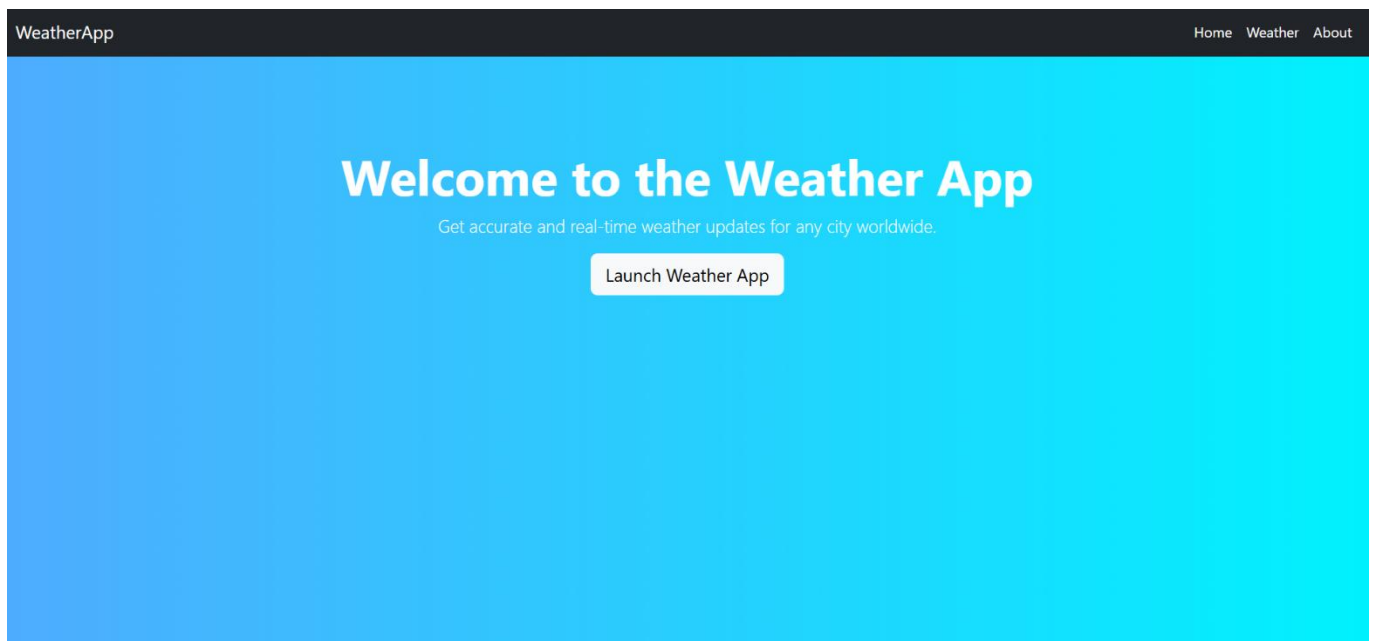 WeatherApp
Home Weather About
Welcome to the Weather App
Get accurate and real-time weather updates for any city worldwide.
Launch Weather App